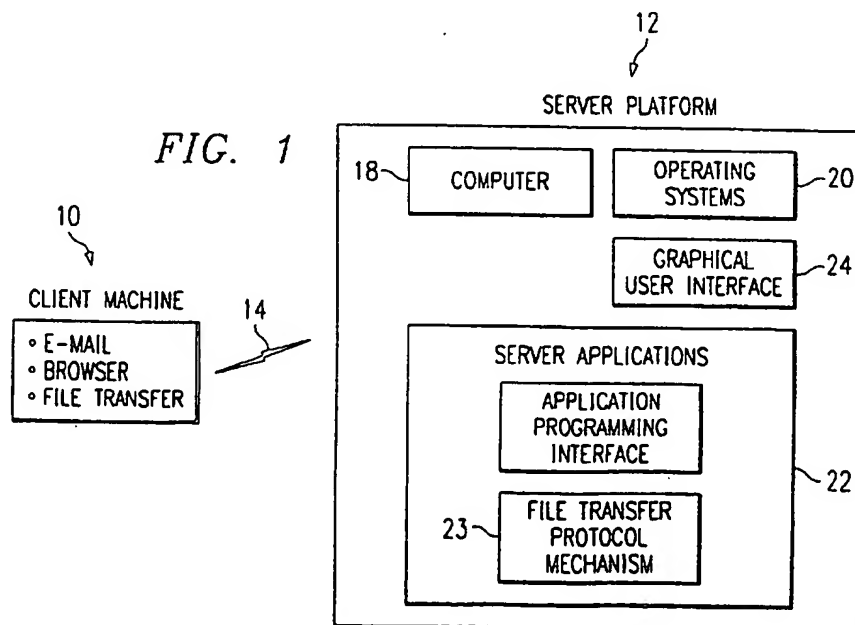 12
SERVER PLATFORM
FIG. 1
18
COMPUTER
OPERATING
SYSTEMS
20
10
GRAPHICAL
USER INTERFACE
24
CLIENT MACHINE
14
◦ E-MAIL
◦ BROWSER
◦ FILE TRANSFER
SERVER APPLICATIONS
APPLICATION
PROGRAMMING
INTERFACE
22
23
FILE TRANSFER
PROTOCOL
MECHANISM